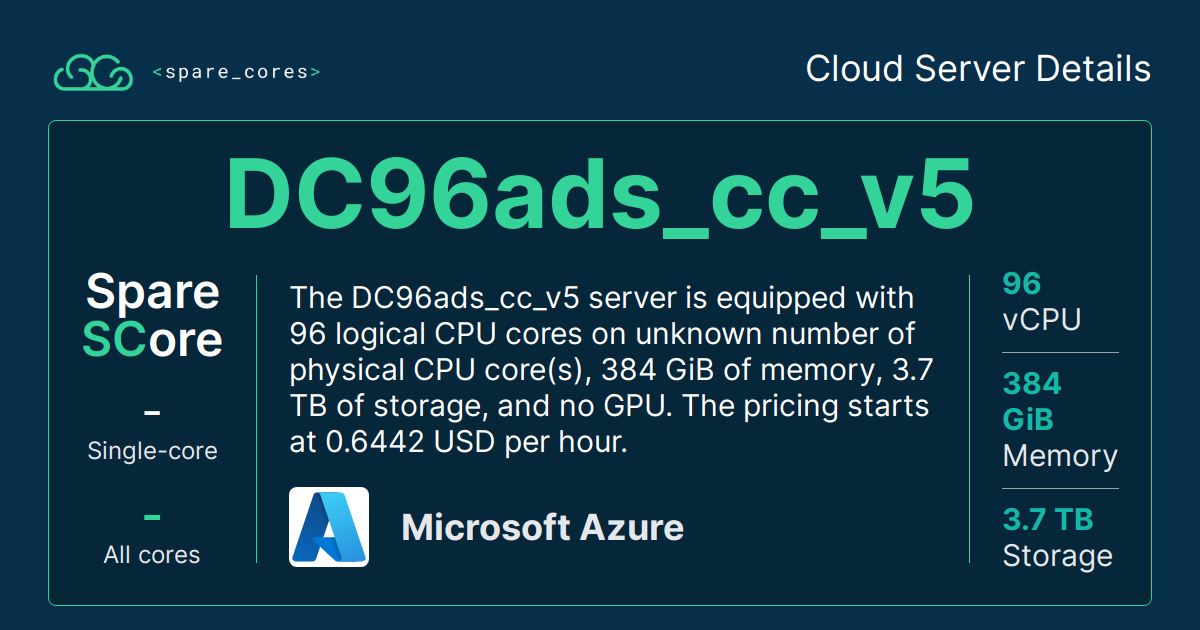 <spare_cores>
Cloud Server Details
DC96ads_cc_v5
Spare
SCore
–
Single-core
–
All cores
The DC96ads_cc_v5 server is equipped with
96 logical CPU cores on unknown number of
physical CPU core(s), 384 GiB of memory, 3.7
TB of storage, and no GPU. The pricing starts
at 0.6442 USD per hour.
Microsoft Azure
96
vCPU
384
GiB
Memory
3.7 TB
Storage